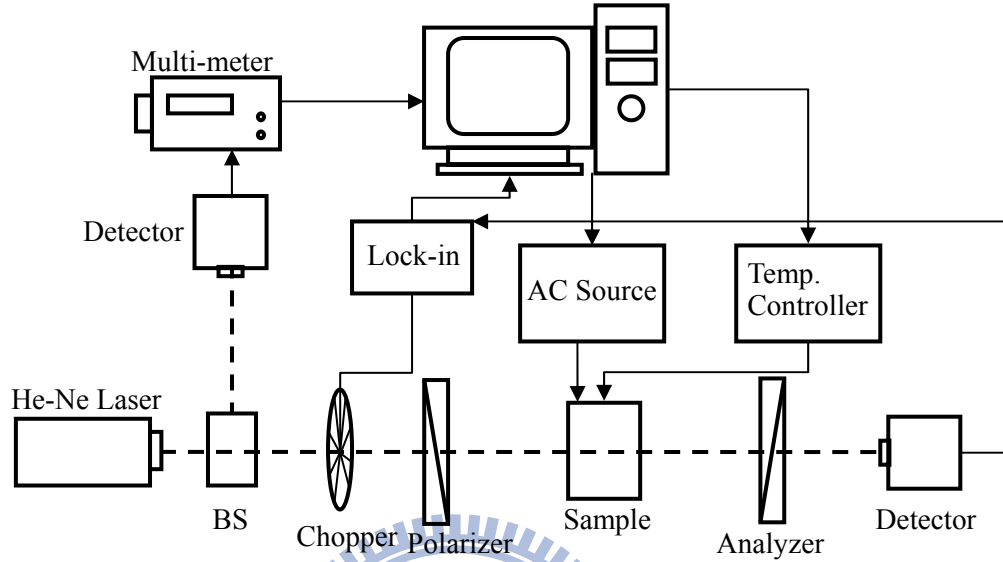 Multi-meter
Detector
Lock-in
AC Source
Temp.
Controller
He-Ne Laser
BS
Chopper
Polarizer
Sample
Analyzer
Detector